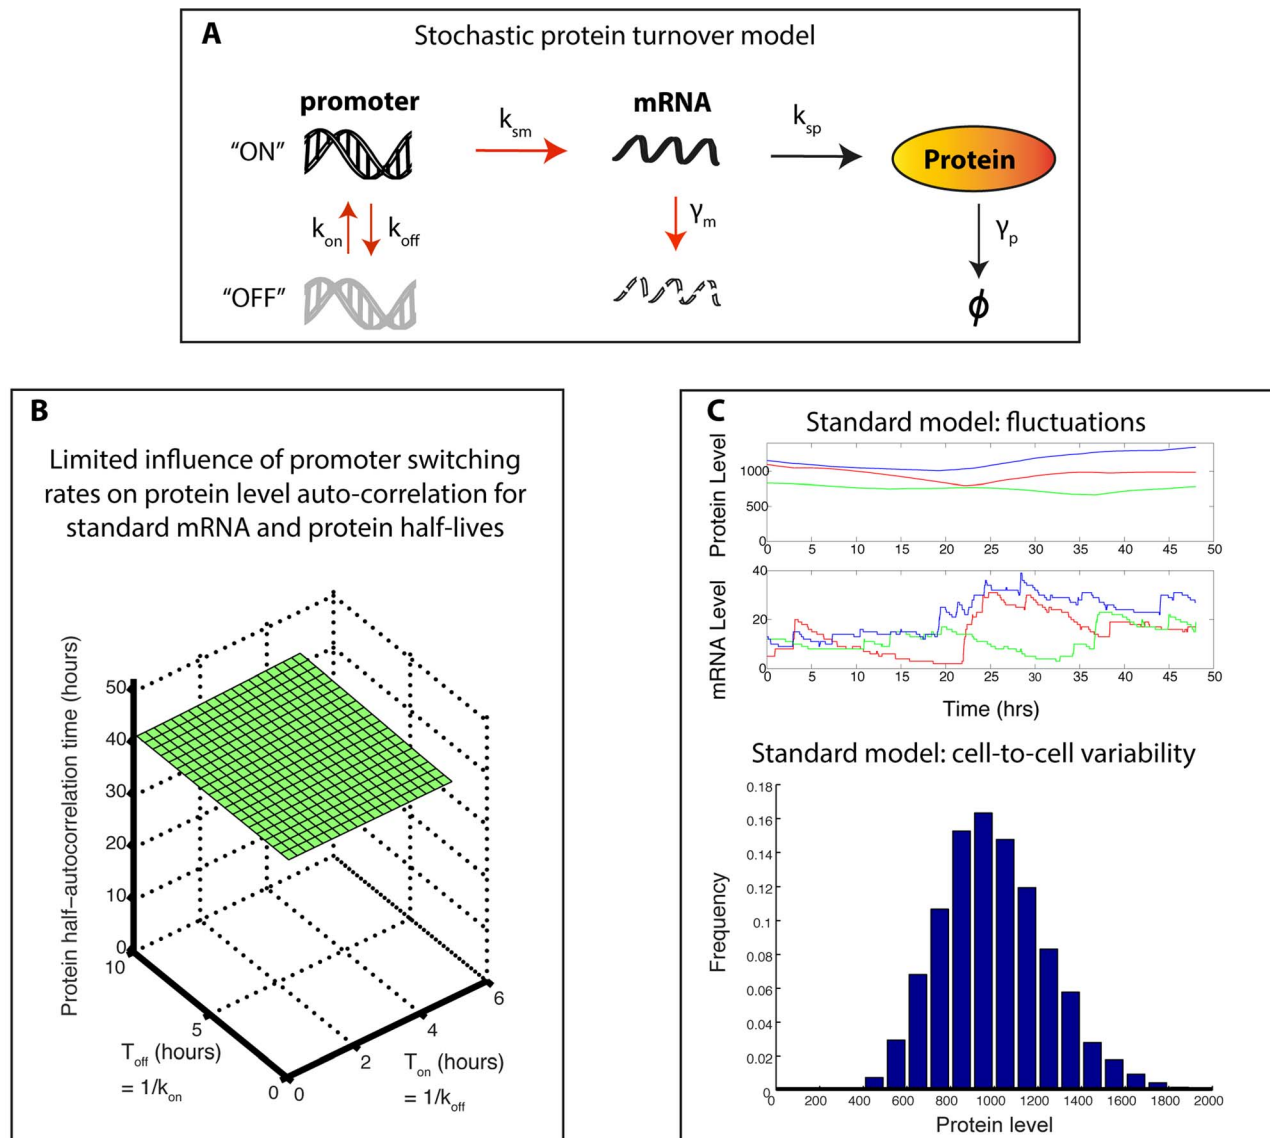 A
Stochastic protein turnover model
promoter
mRNA
"ON"
k_sm
k_sp
Protein
k_on
k_off
γ_m
γ_p
"OFF"
ϕ
B
Limited influence of promoter switching
rates on protein level auto-correlation for
standard mRNA and protein half-lives
Protein half-autocorrelation time (hours)
50
40
30
20
10
0
10
5
0
0
2
4
6
T_off (hours)
= 1/k_on
T_on (hours)
= 1/k_off
C
Standard model: fluctuations
Protein Level
1000
500
0
0 5 10 15 20 25 30 35 40 45 50
mRNA Level
40
20
0
0 5 10 15 20 25 30 35 40 45 50
Time (hrs)
Standard model: cell-to-cell variability
Frequency
0.18
0.16
0.14
0.12
0.1
0.08
0.06
0.04
0.02
0
0 200 400 600 800 1000 1200 1400 1600 1800 2000
Protein level